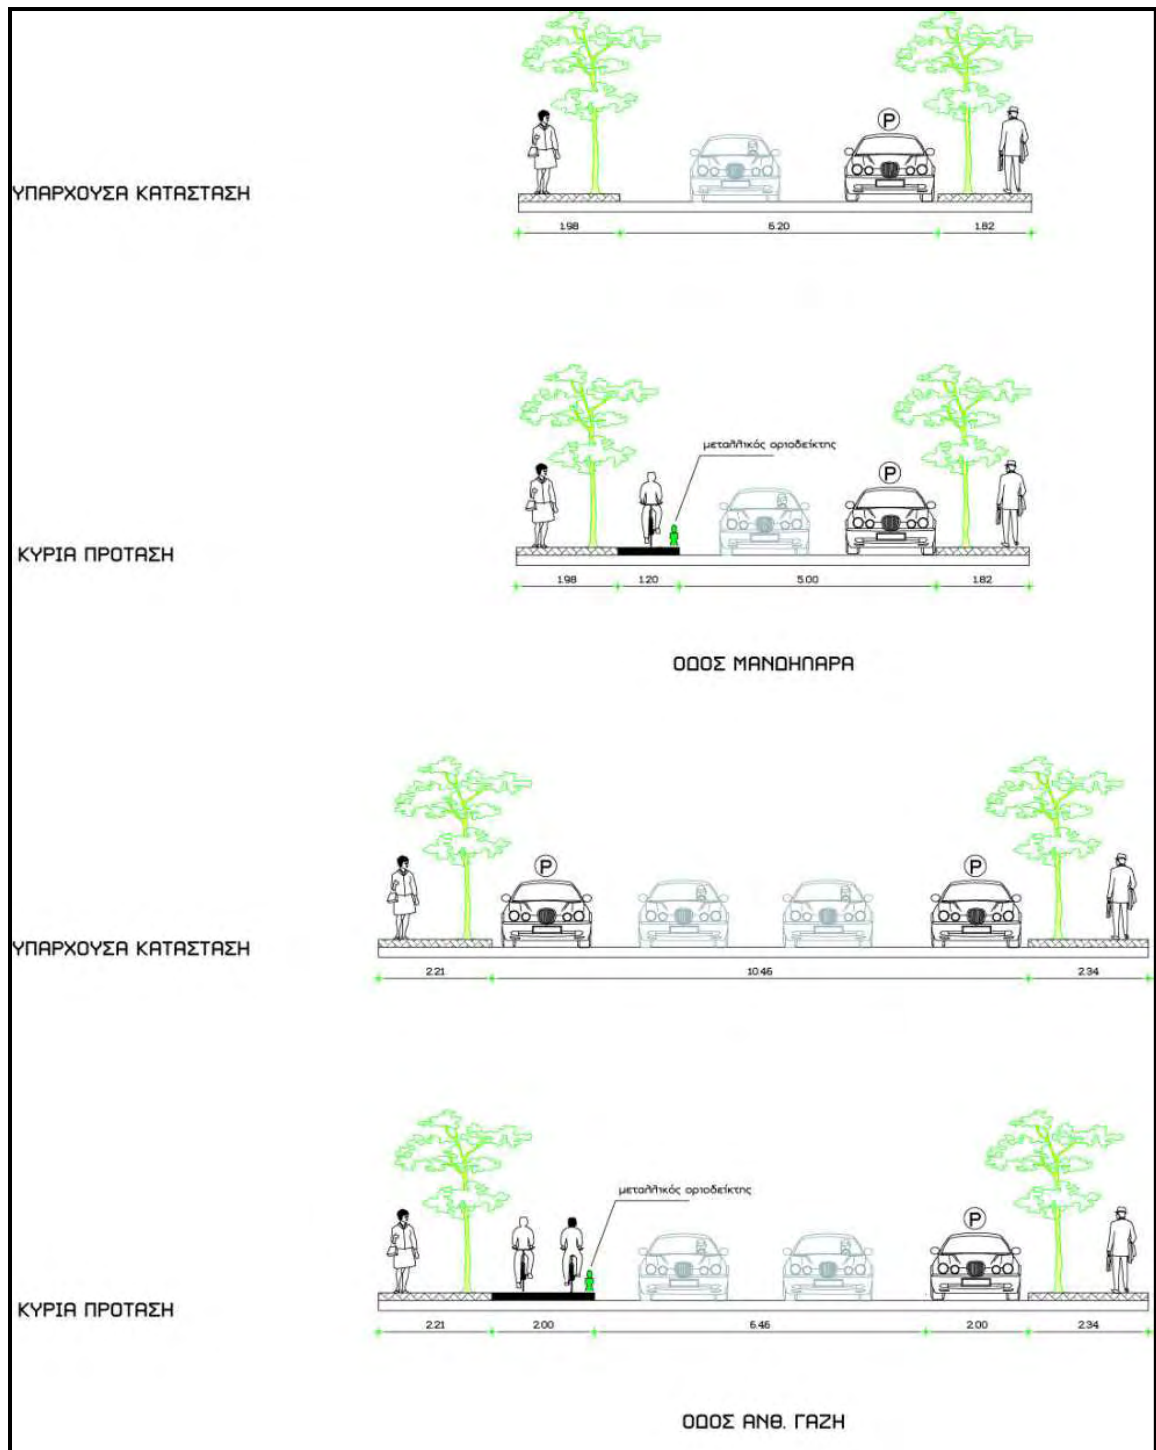 P
ΥΠΑΡΧΟΥΣΑ ΚΑΤΑΣΤΑΣΗ
1.98 6.20 1.82
μεταλλικός οριοδείκτης
P
ΚΥΡΙΑ ΠΡΟΤΑΣΗ
1.98 1.20 5.00 1.82
ΟΔΟΣ ΜΑΝΔΗΛΑΡΑ
P P
ΥΠΑΡΧΟΥΣΑ ΚΑΤΑΣΤΑΣΗ
2.21 10.46 2.34
μεταλλικός οριοδείκτης
P
ΚΥΡΙΑ ΠΡΟΤΑΣΗ
2.21 2.00 6.46 2.00 2.34
ΟΔΟΣ ΑΝΘ. ΓΑΖΗ